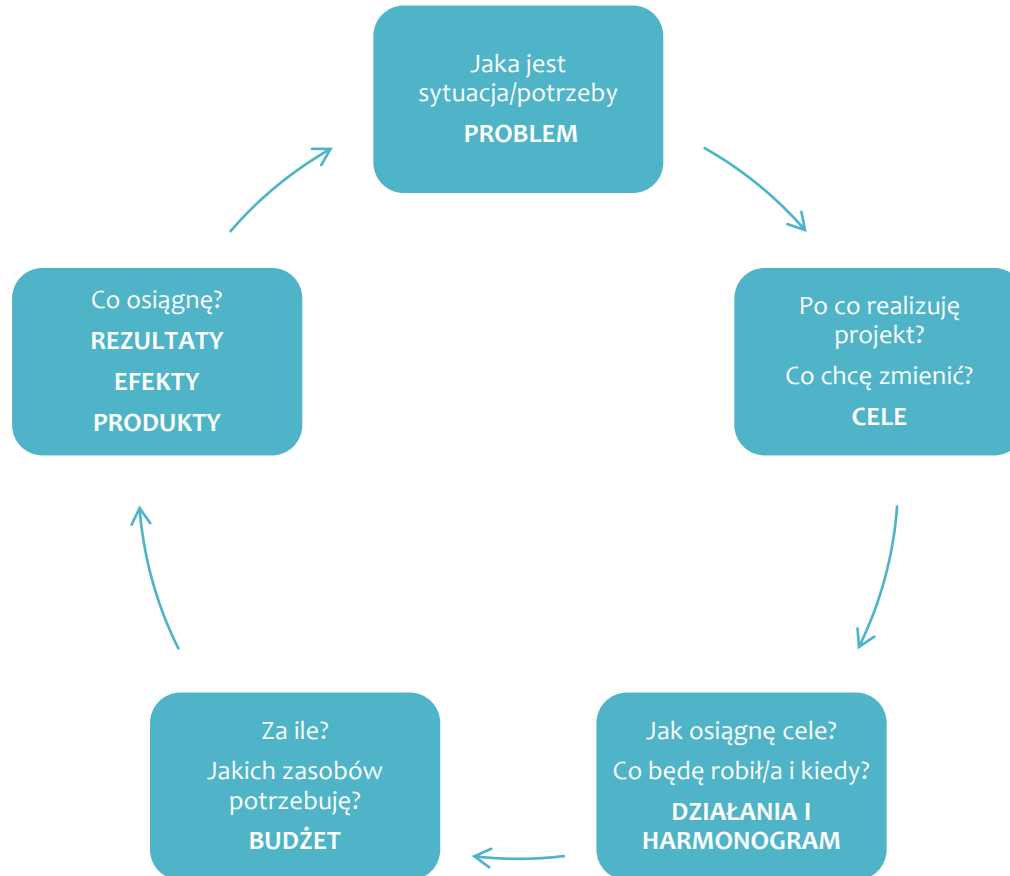 Jaka jest
sytuacja/potrzeby
PROBLEM
Po co realizuję
projekt?
Co chcę zmienić?
CELE
Jak osiągnę cele?
Co będę robił/a i kiedy?
DZIAŁANIA I
HARMONOGRAM
Za ile?
Jakich zasobów
potrzebuję?
BUDŻET
Co osiągnę?
REZULTATY
EFEKTY
PRODUKTY